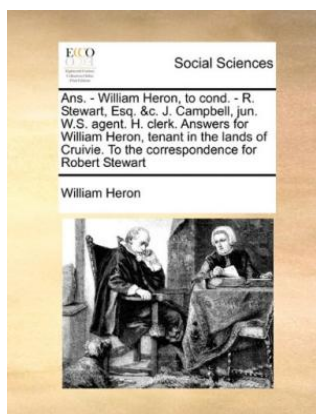 ECCO
Social Sciences
Ans. - William Heron, to cond. - R.
Stewart, Esq. &c. J. Campbell, jun.
W.S. agent. H. clerk. Answers for
William Heron, tenant in the lands of
Cruivie. To the correspondence for
Robert Stewart
William Heron